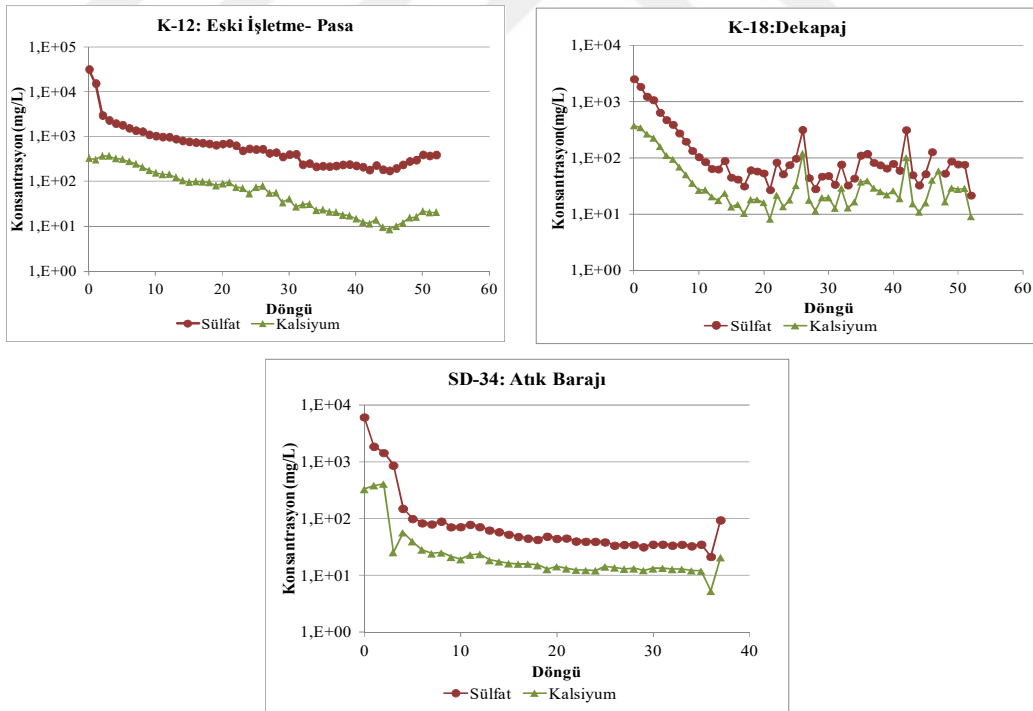 K-12: Eski İşletme- Pasa
Konsantrasyon (mg/L)
1,E+05
1,E+04
1,E+03
1,E+02
1,E+01
1,E+00
0 10 20 30 40 50 60
Döngü
Sülfat Kalsiyum
K-18:Dekapaj
Konsantrasyon (mg/L)
1,E+04
1,E+03
1,E+02
1,E+01
1,E+00
0 10 20 30 40 50 60
Döngü
Sülfat Kalsiyum
SD-34: Atık Barajı
Konsantrasyon (mg/L)
1,E+04
1,E+03
1,E+02
1,E+01
1,E+00
0 10 20 30 40
Döngü
Sülfat Kalsiyum